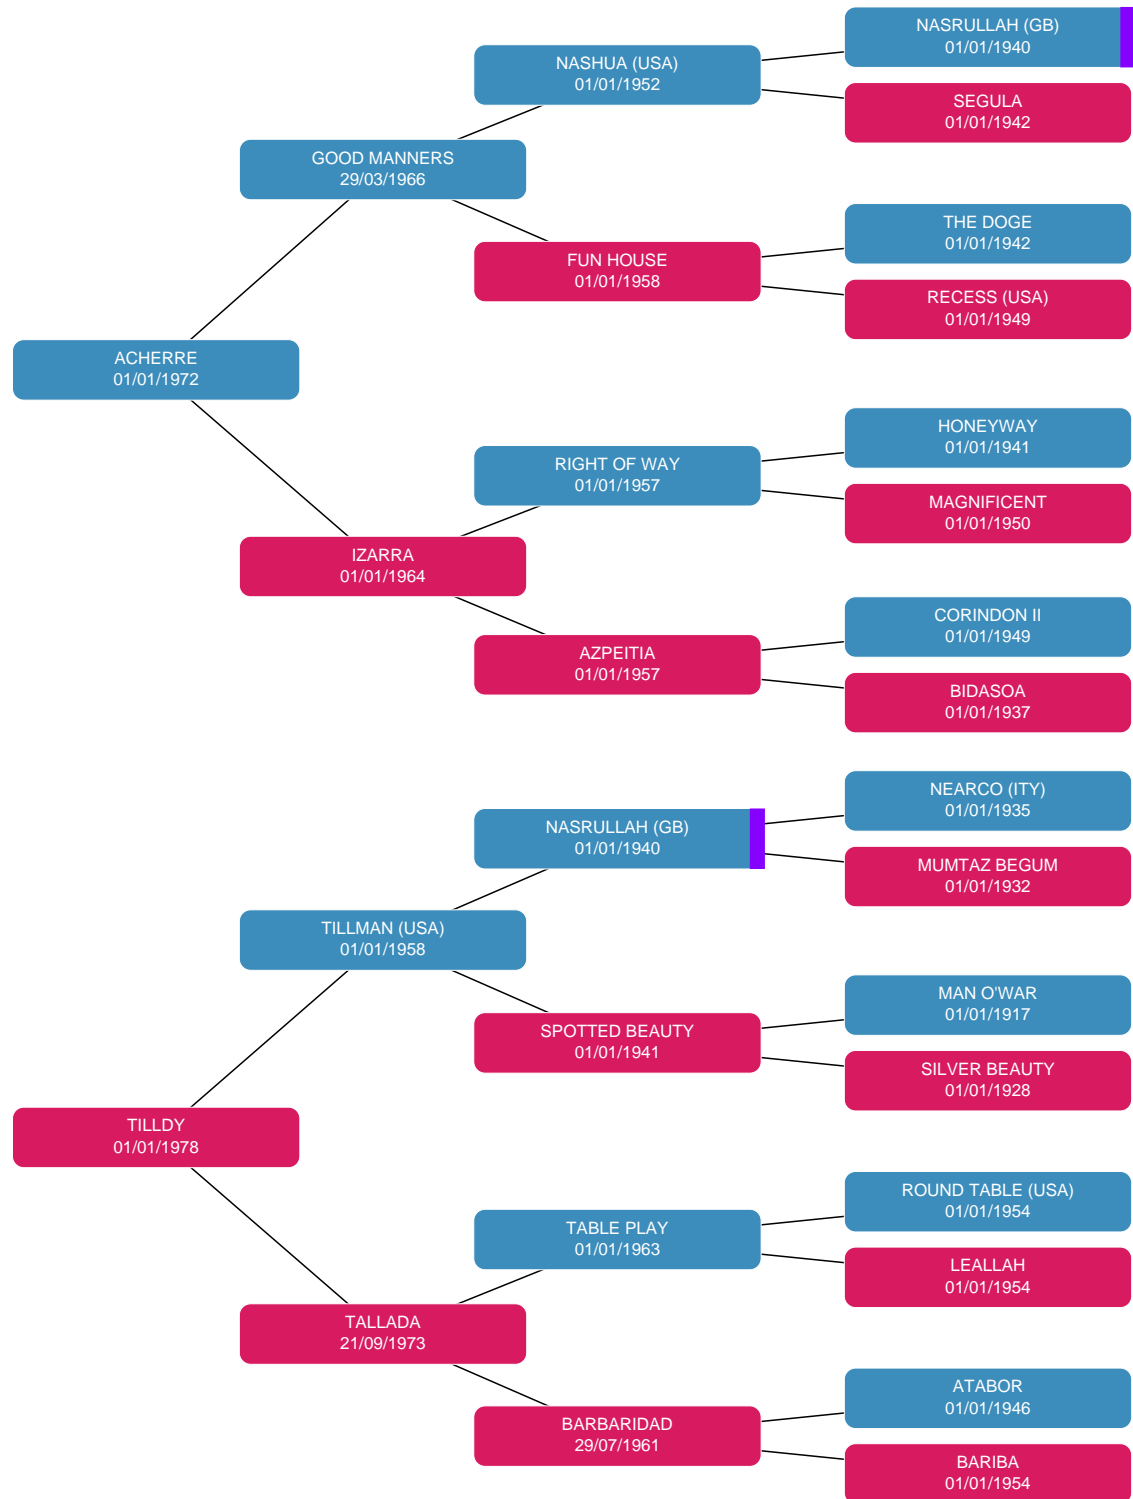 NASRULLAH (GB)
01/01/1940
NASHUA (USA)
01/01/1952
SEGULA
01/01/1942
GOOD MANNERS
29/03/1966
THE DOGE
01/01/1942
FUN HOUSE
01/01/1958
RECESS (USA)
01/01/1949
ACHERRE
01/01/1972
HONEYWAY
01/01/1941
RIGHT OF WAY
01/01/1957
MAGNIFICENT
01/01/1950
IZARRA
01/01/1964
CORINDON II
01/01/1949
AZPEITIA
01/01/1957
BIDASOA
01/01/1937
NEARCO (ITY)
01/01/1935
NASRULLAH (GB)
01/01/1940
MUMTAZ BEGUM
01/01/1932
TILLMAN (USA)
01/01/1958
MAN O'WAR
01/01/1917
SPOTTED BEAUTY
01/01/1941
SILVER BEAUTY
01/01/1928
TILLDY
01/01/1978
ROUND TABLE (USA)
01/01/1954
TABLE PLAY
01/01/1963
LEALLAH
01/01/1954
TALLADA
21/09/1973
ATABOR
01/01/1946
BARBARIDAD
29/07/1961
BARIBA
01/01/1954